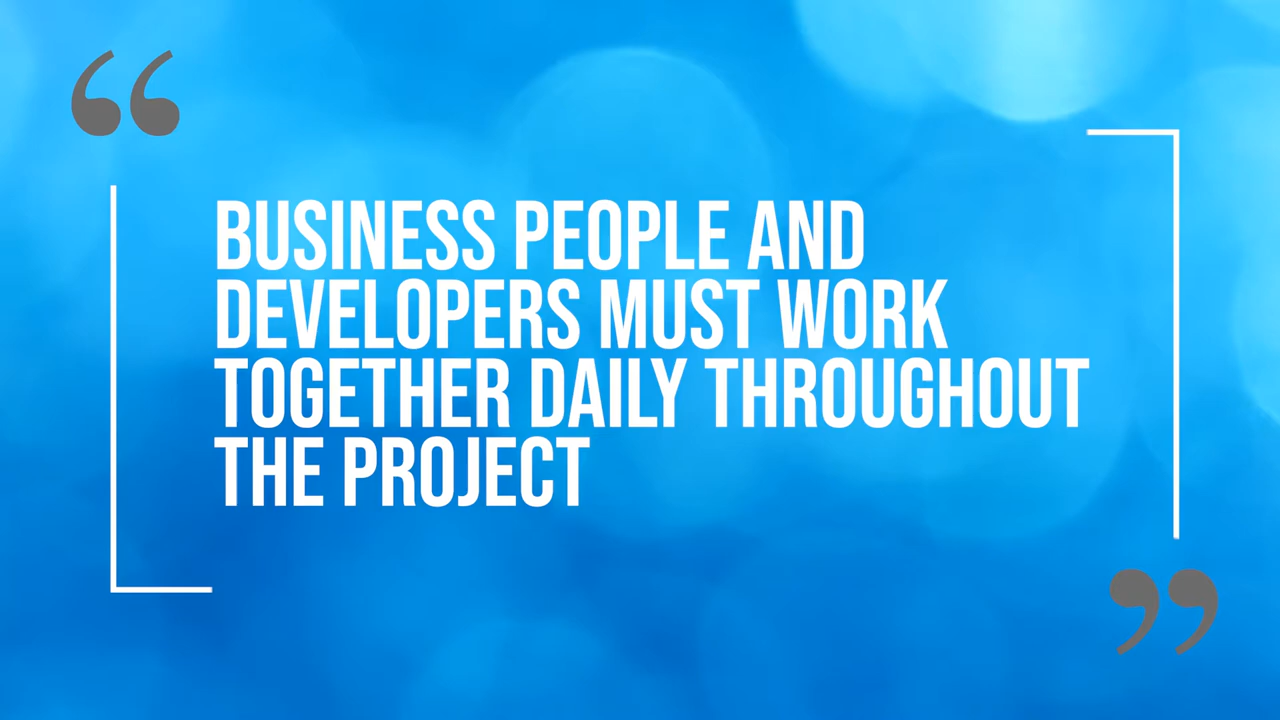 “
BUSINESS PEOPLE AND
DEVELOPERS MUST WORK
TOGETHER DAILY THROUGHOUT
THE PROJECT
”